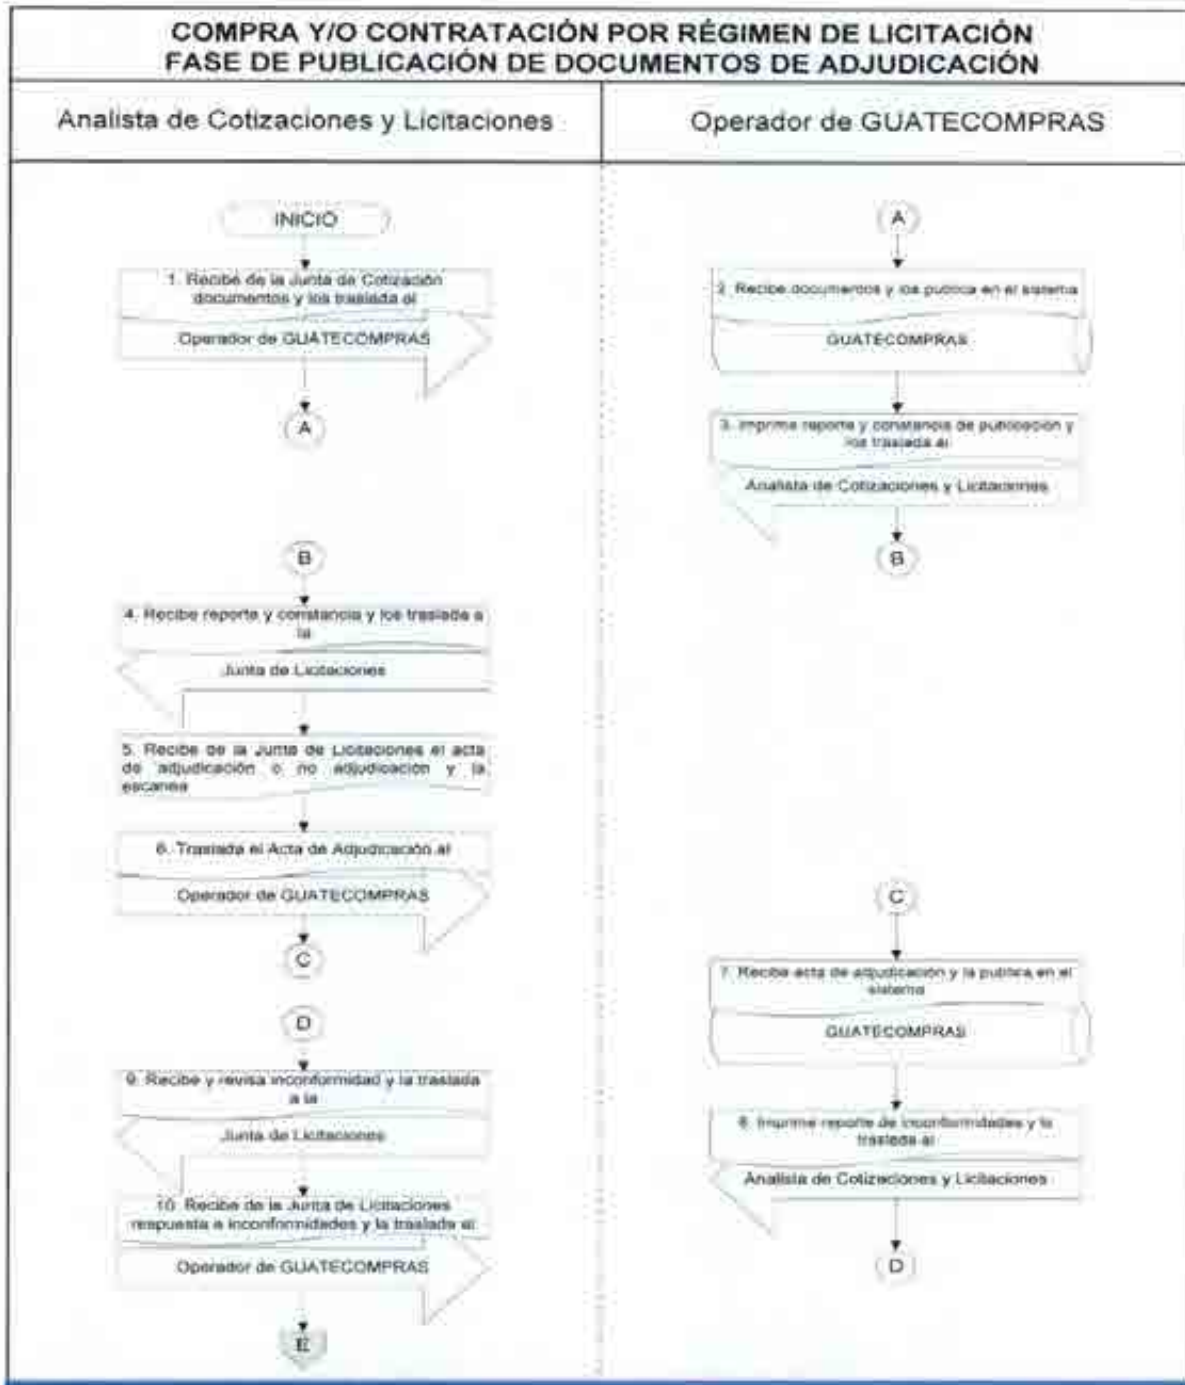 COMPRA Y/O CONTRATACIÓN POR RÉGIMEN DE LICITACIÓN
FASE DE PUBLICACIÓN DE DOCUMENTOS DE ADJUDICACIÓN
Analista de Cotizaciones y Licitaciones
Operador de GUATECOMPRAS
INICIO
1. Recibe de la Junta de Cotización
documentos y los traslada al
Operador de GUATECOMPRAS
A
A
2. Recibe documentos y los publica en el sistema
GUATECOMPRAS
3. Imprime reporte y constancia de publicación y
los traslada al
Analista de Cotizaciones y Licitaciones
B
B
4. Recibe reporte y constancia y los traslada a
la
Junta de Licitaciones
5. Recibe de la Junta de Licitaciones el acta
de adjudicación o no adjudicación y la
escanea
6. Traslada el Acta de Adjudicación al
Operador de GUATECOMPRAS
C
C
7. Recibe acta de adjudicación y la publica en el
sistema
GUATECOMPRAS
8. Imprime reporte de inconformidades y la
traslada al
Analista de Cotizaciones y Licitaciones
D
D
9. Recibe y revisa inconformidad y la traslada
a la
Junta de Licitaciones
10. Recibe de la Junta de Licitaciones
respuesta a inconformidades y la traslada al
Operador de GUATECOMPRAS
E